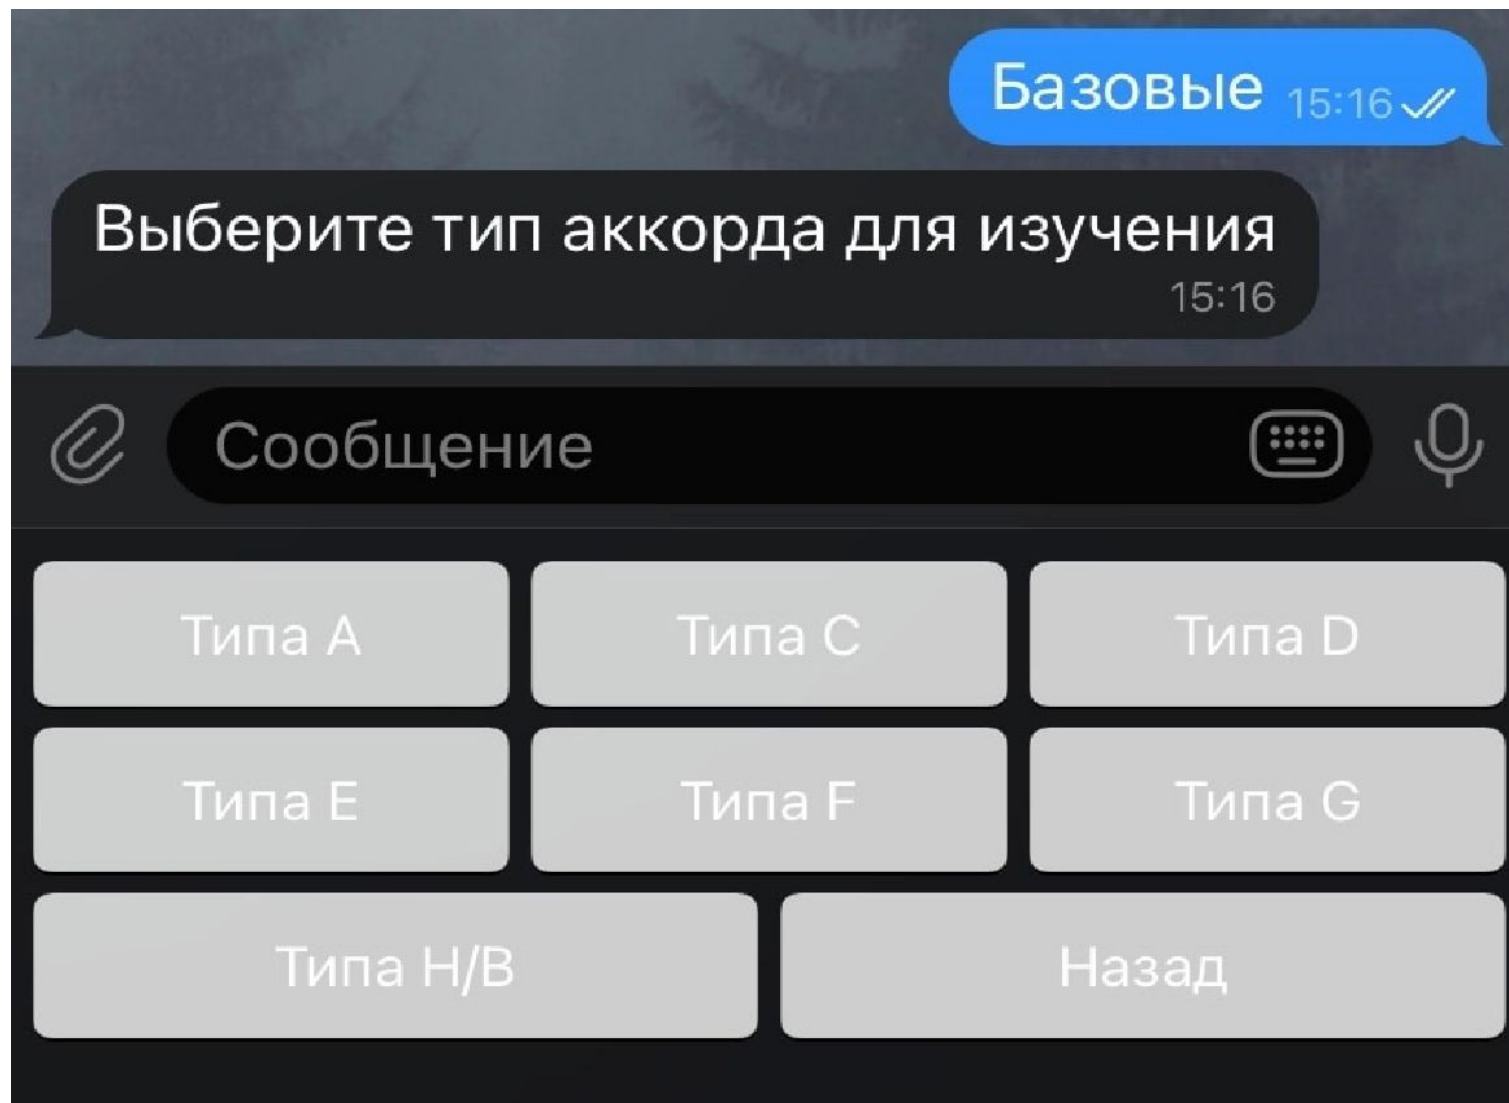 Базовые 15:16
Выберите тип аккорда для изучения
15:16
Сообщение
Типа A Типа C Типа D
Типа E Типа F Типа G
Типа H/B Назад